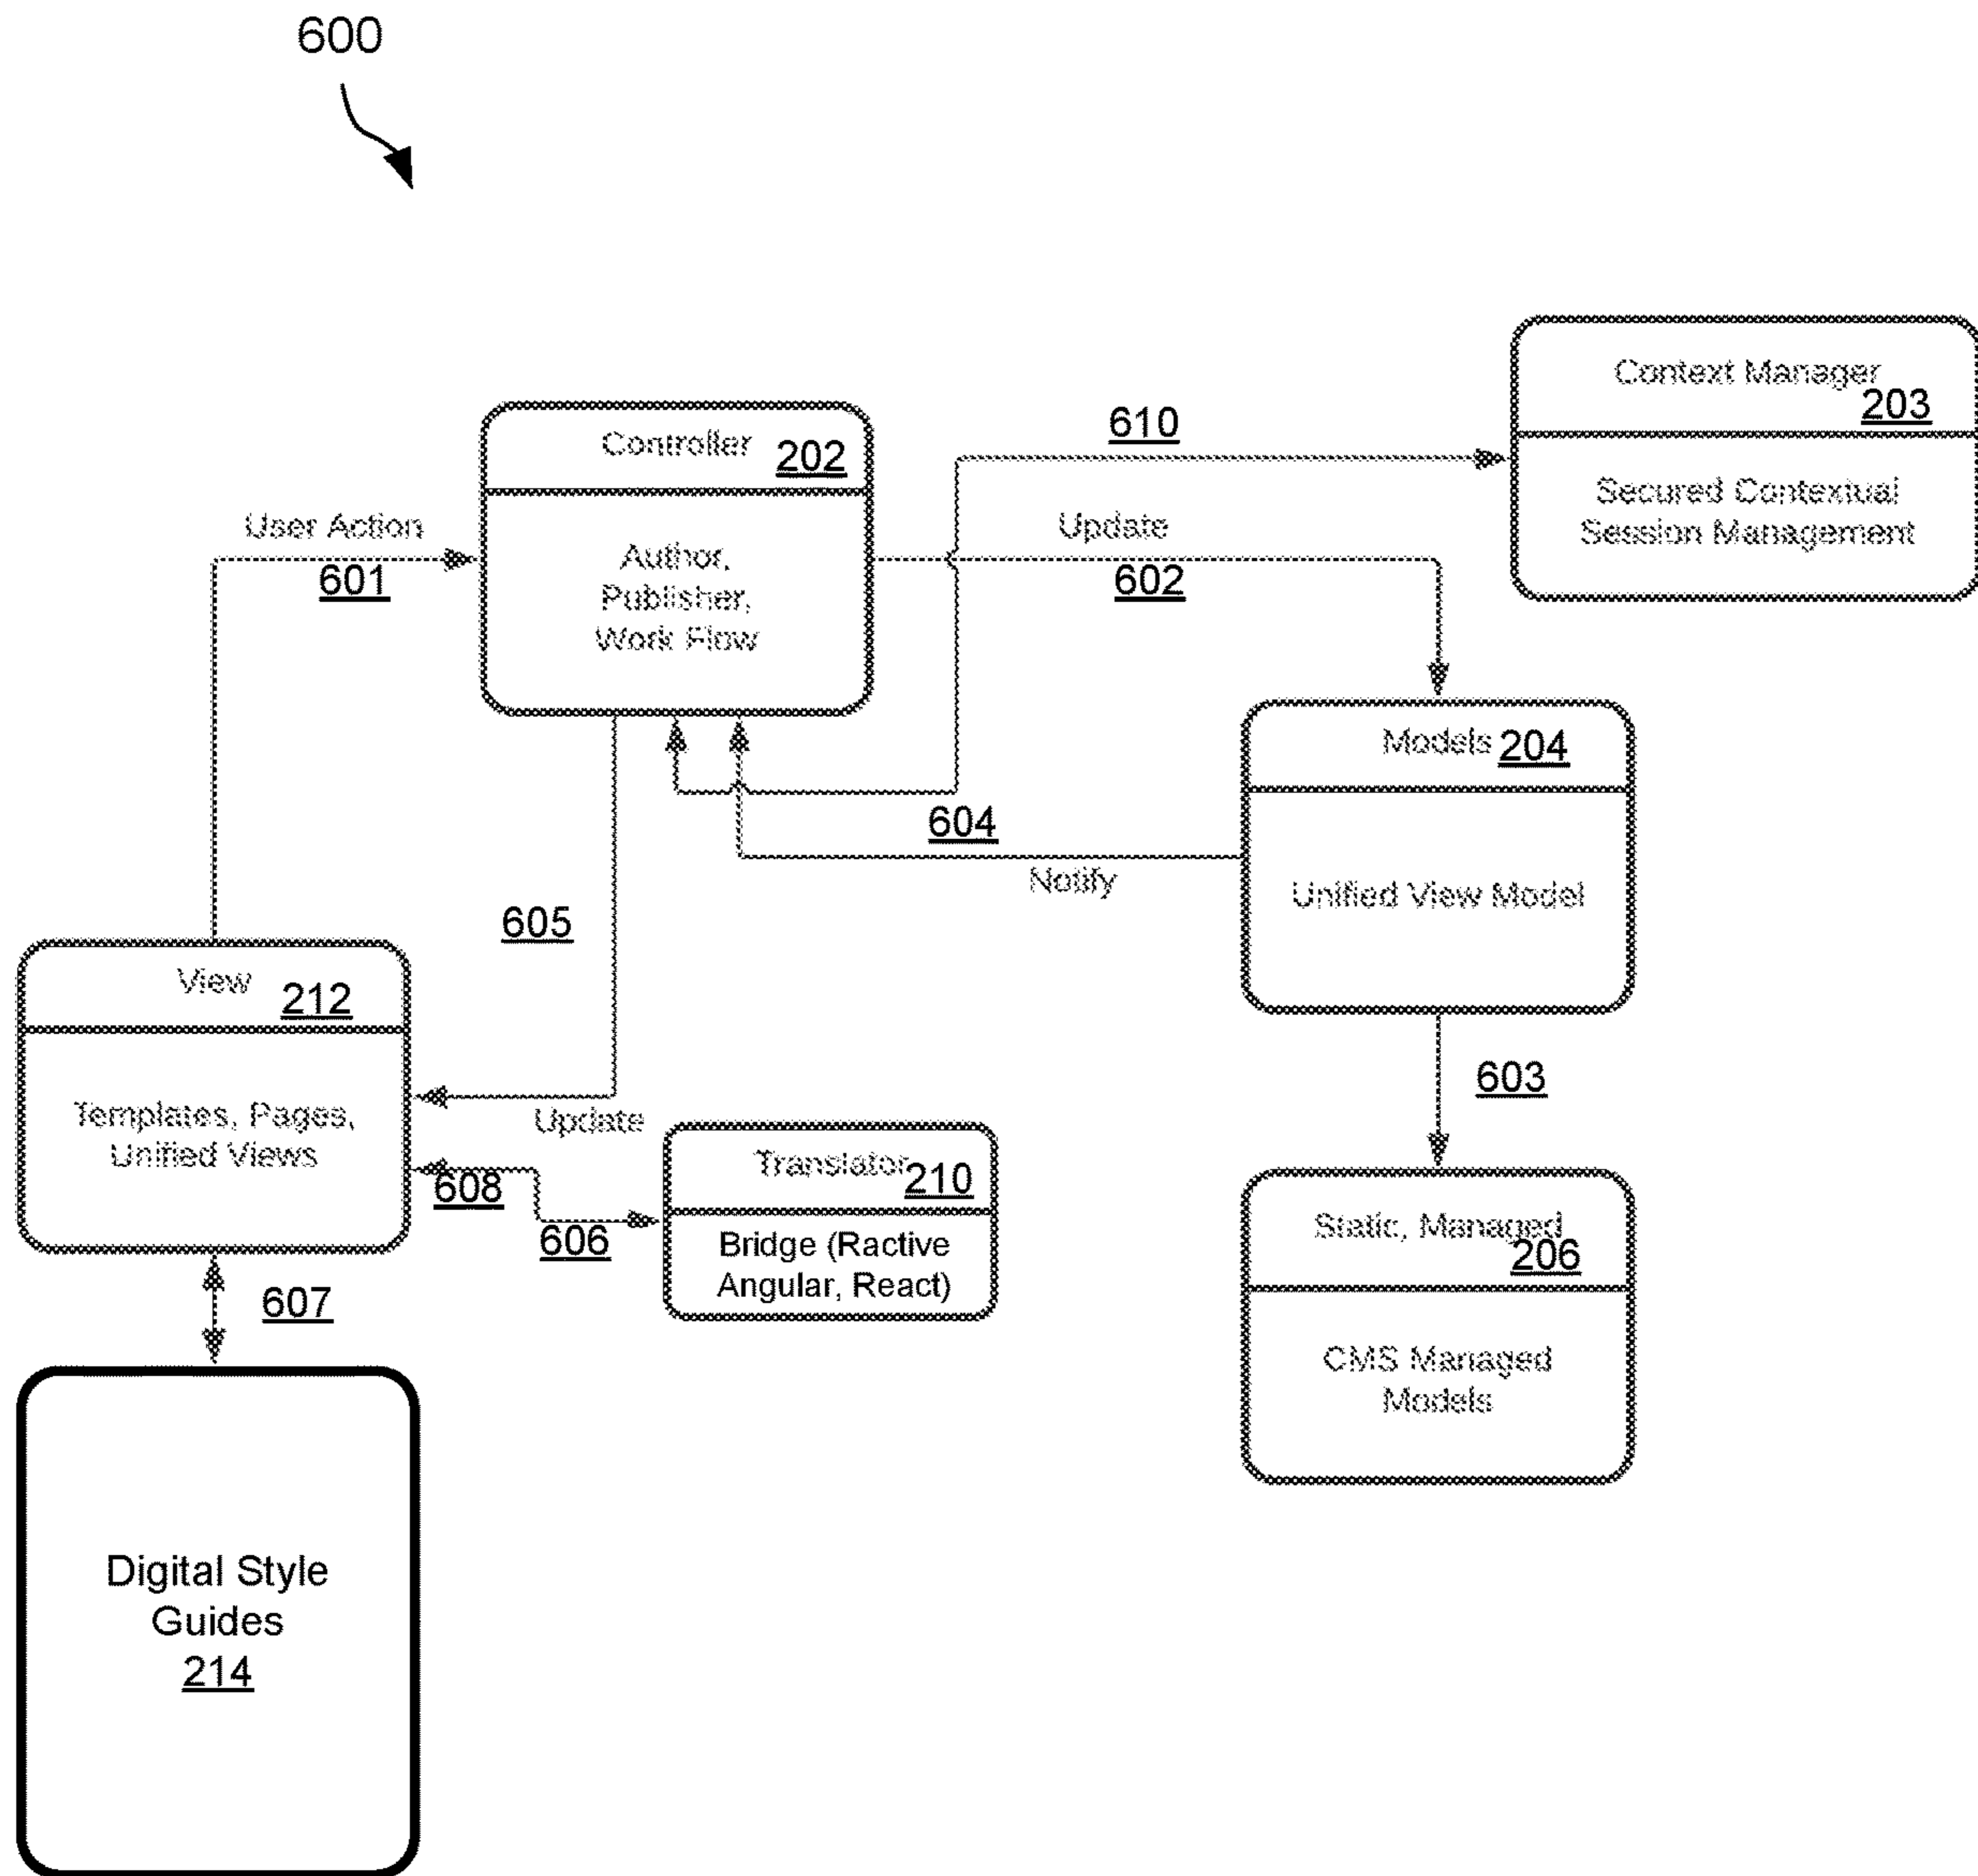 600
Context Manager
203
Secured Contextual
Session Management
Controller
202
Author,
Publisher,
Work Flow
610
User Action
601
Update
602
Models 204
Unified View Model
604
Notify
605
View
212
Templates, Pages,
Unified Views
Update
603
Translator
210
Bridge (Ractive
Angular, React)
608
606
Static, Managed
206
CMS Managed
Models
607
Digital Style
Guides
214